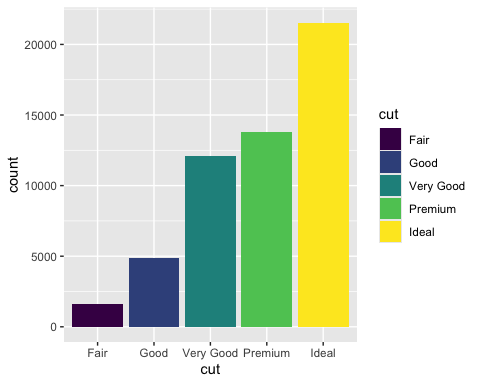 20000
15000
10000
5000
0
count
Fair Good Very Good Premium Ideal
cut
cut
Fair
Good
Very Good
Premium
Ideal